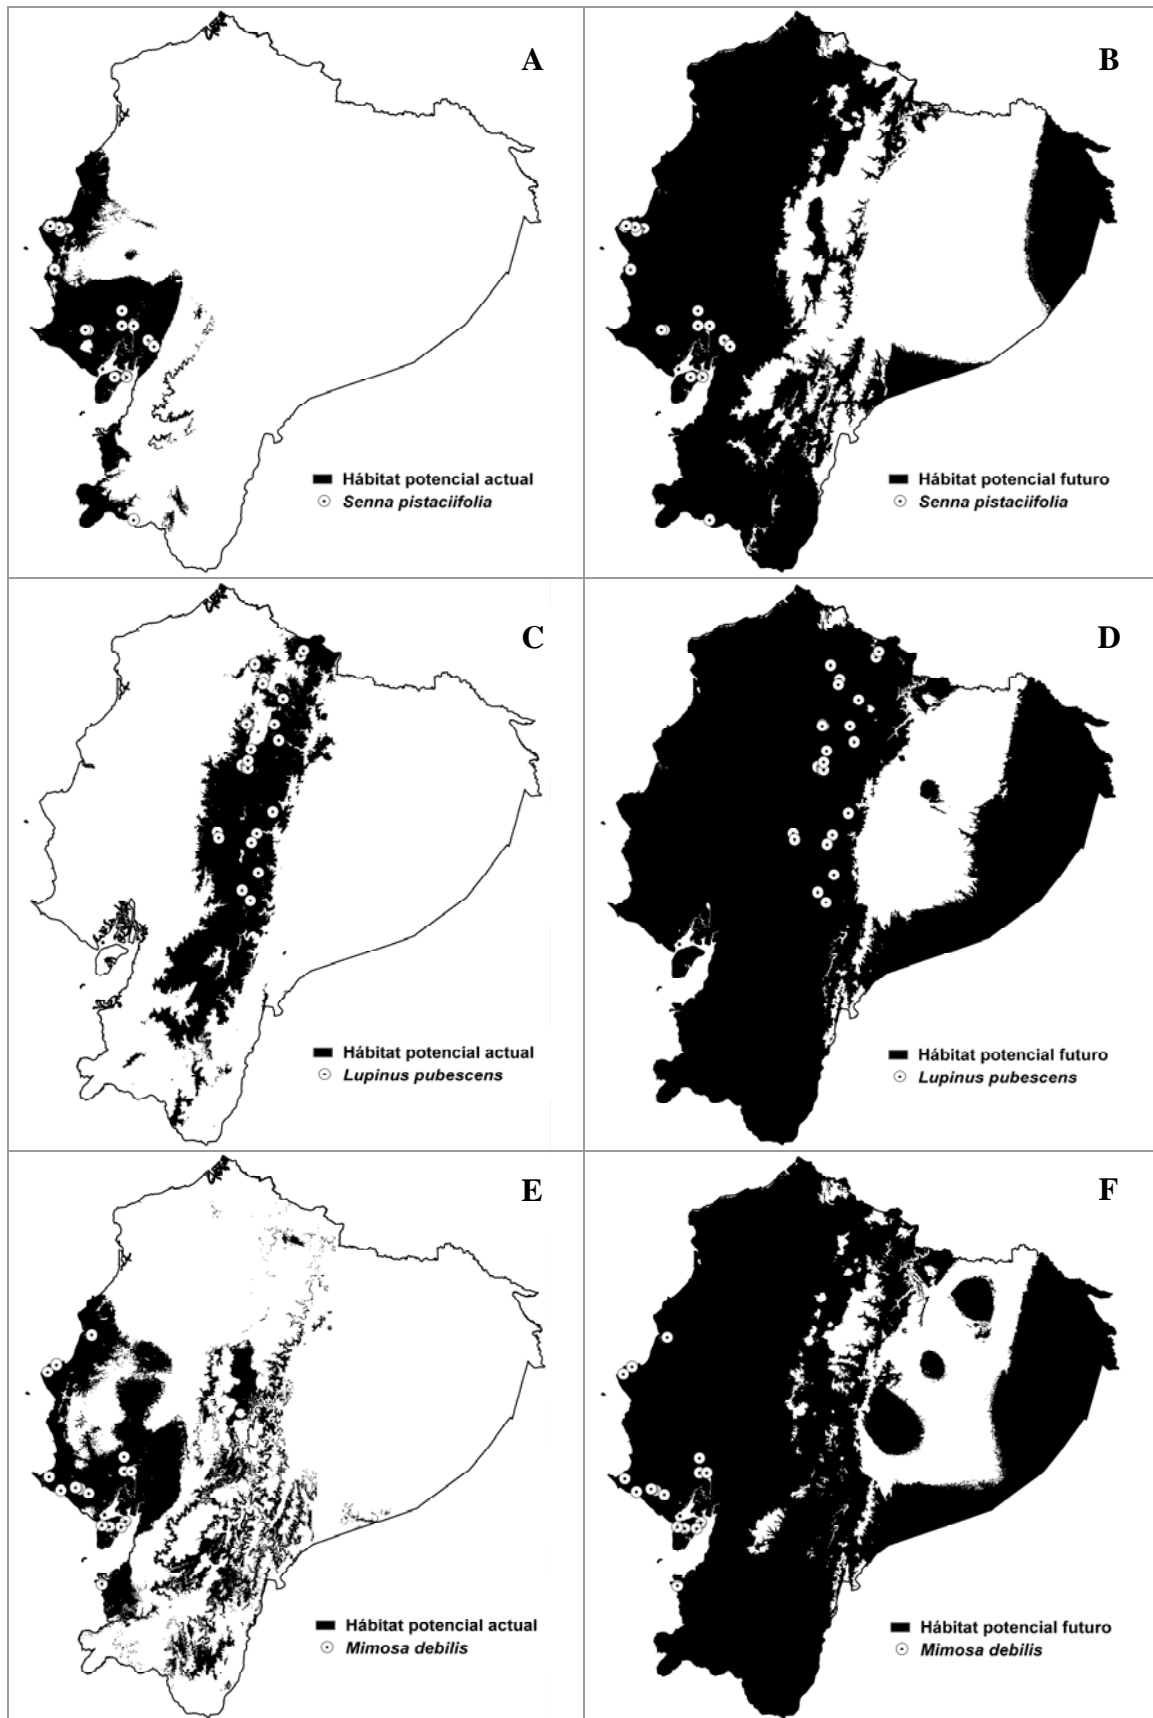 A
Hábitat potencial actual
Senna pistaciifolia
B
Hábitat potencial futuro
Senna pistaciifolia
C
Hábitat potencial actual
Lupinus pubescens
D
Hábitat potencial futuro
Lupinus pubescens
E
Hábitat potencial actual
Mimosa debilis
F
Hábitat potencial futuro
Mimosa debilis